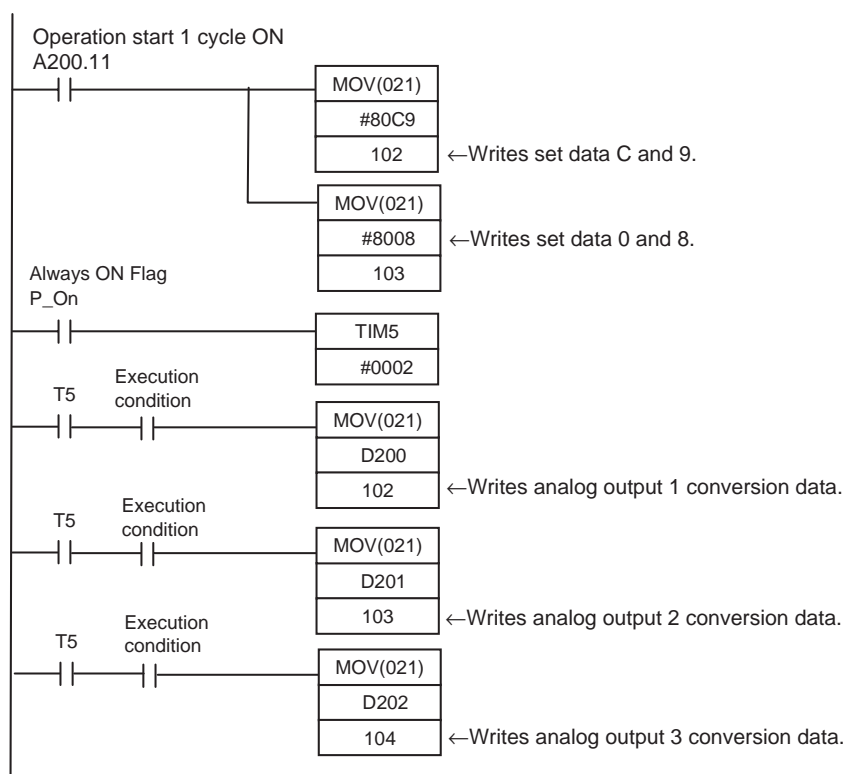 Operation start 1 cycle ON
A200.11
MOV(021)
#80C9
102 ←Writes set data C and 9.
MOV(021)
#8008 ←Writes set data 0 and 8.
103
Always ON Flag
P_On
TIM5
#0002
T5 Execution
condition
MOV(021)
D200
102 ←Writes analog output 1 conversion data.
T5 Execution
condition
MOV(021)
D201
103 ←Writes analog output 2 conversion data.
T5 Execution
condition
MOV(021)
D202
104 ←Writes analog output 3 conversion data.